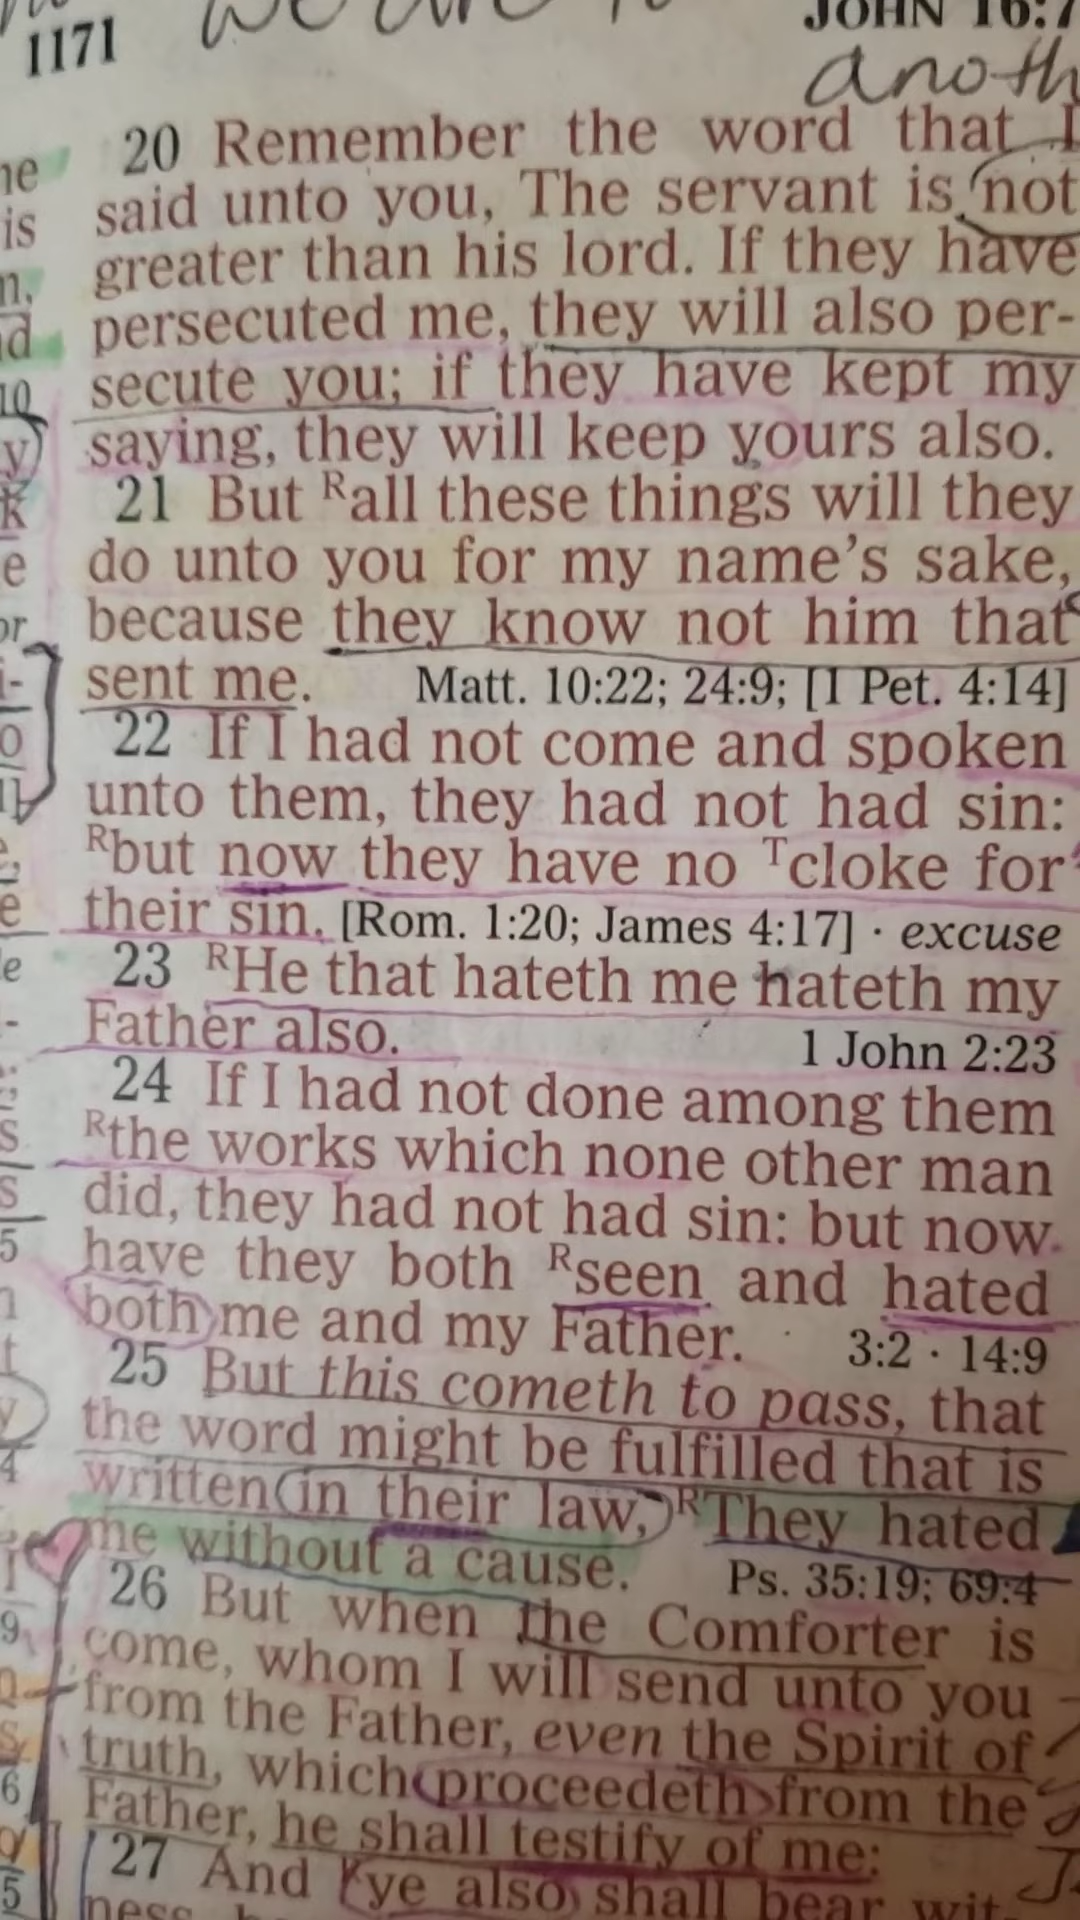 1171
we are
JOHN 16:7
anoth
20 Remember the word that I
said unto you, The servant is not
greater than his lord. If they have
persecuted me, they will also per-
secute you; if they have kept my
saying, they will keep yours also.
21 But Rall these things will they
do unto you for my name's sake,
because they know not him that
sent me. Matt. 10:22; 24:9; [1 Pet. 4:14]
22 If I had not come and spoken
unto them, they had not had sin:
Rbut now they have no Tcloke for
their sin. [Rom. 1:20; James 4:17] · excuse
23 RHe that hateth me hateth my
Father also. 1 John 2:23
24 If I had not done among them
Rthe works which none other man
did, they had not had sin: but now
have they both Rseen and hated
both me and my Father. 3:2 · 14:9
25 But this cometh to pass, that
the word might be fulfilled that is
written in their law, RThey hated
me without a cause. Ps. 35:19; 69:4
26 But when the Comforter is
come, whom I will send unto you
from the Father, even the Spirit of
truth, which proceedeth from the
Father, he shall testify of me:
27 And Rye also shall bear wit-